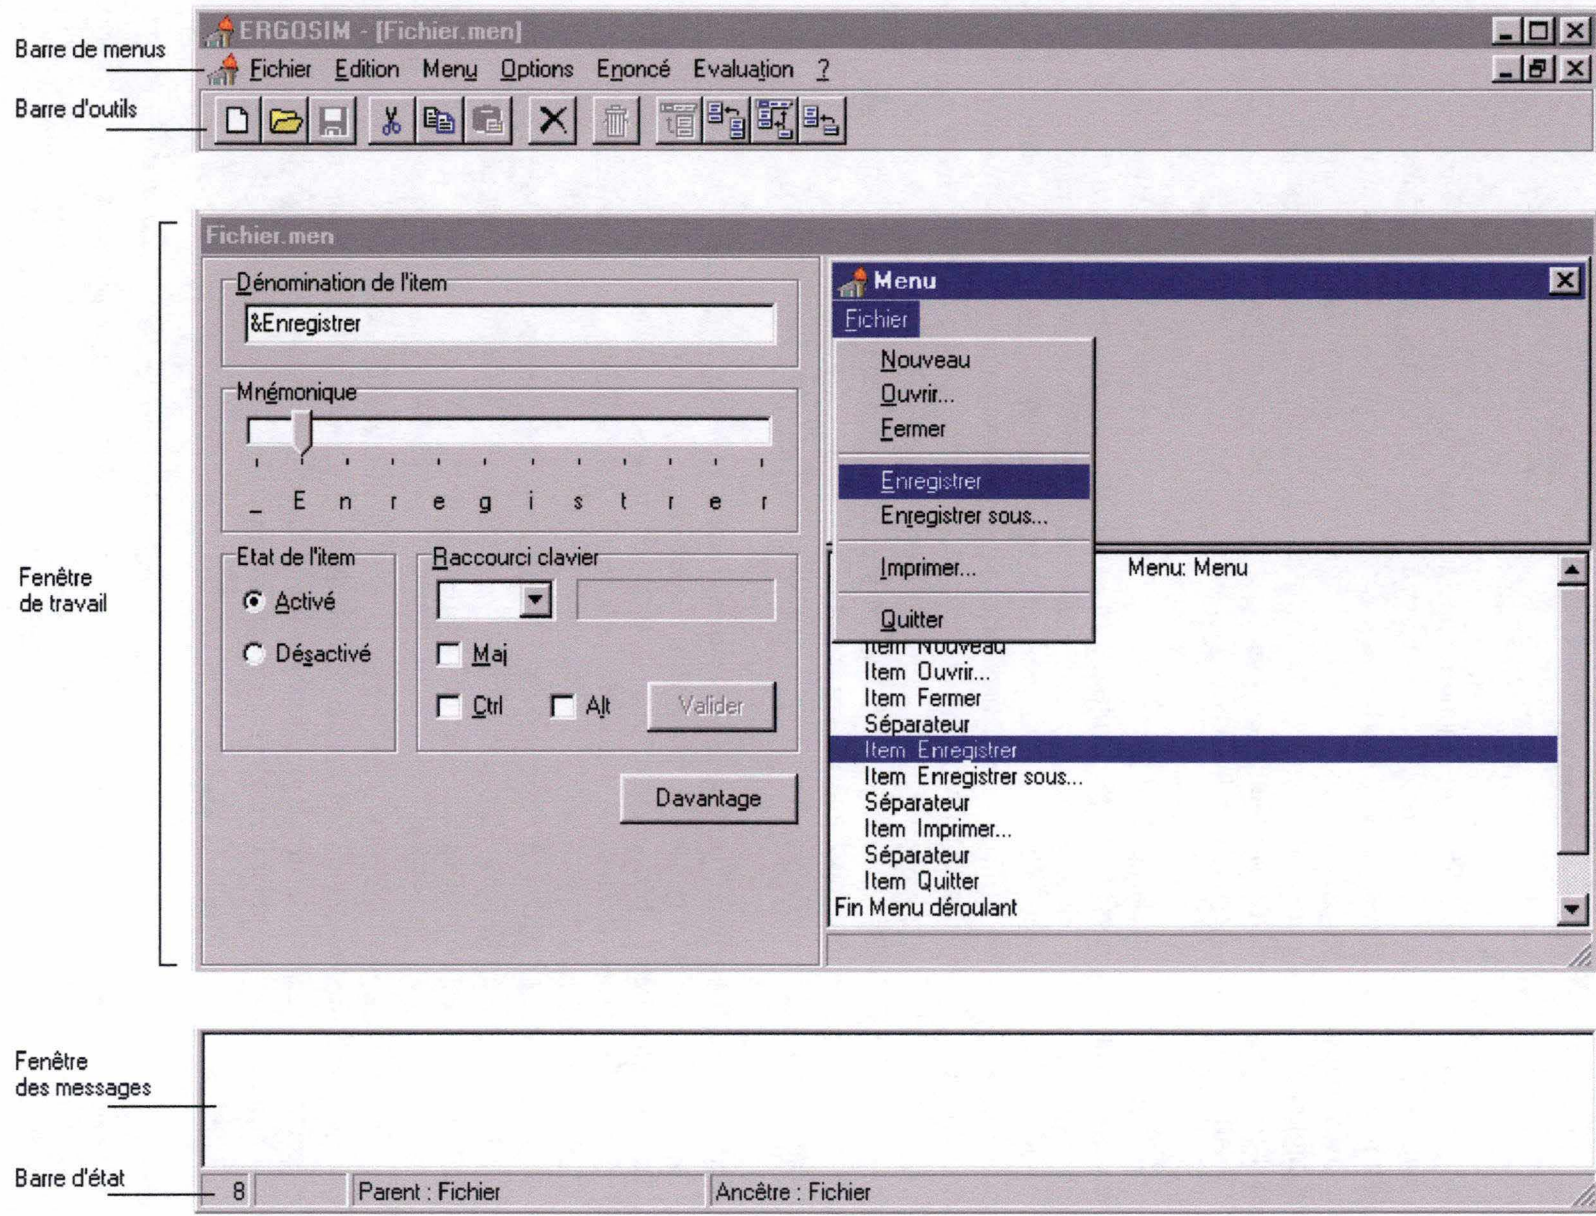 ERGOSIM - [Fichier.men]
Barre de menus
Fichier Edition Menu Options Enoncé Evaluation ?
Barre d'outils
Fichier.men
Dénomination de l'item
&Enregistrer
Mnémonique
_ E n r e g i s t r e r
Etat de l'item
Activé
Désactivé
Raccourci clavier
Maj
Ctrl Alt Valider
Davantage
Menu
Fichier
Nouveau
Ouvrir...
Fermer
Enregistrer
Enregistrer sous...
Imprimer...
Quitter
Menu: Menu
Item Nouveau
Item Ouvrir...
Item Fermer
Séparateur
Item Enregistrer
Item Enregistrer sous...
Séparateur
Item Imprimer...
Séparateur
Item Quitter
Fin Menu déroulant
Fenêtre
de travail
Fenêtre
des messages
Barre d'état
8 Parent : Fichier Ancêtre : Fichier